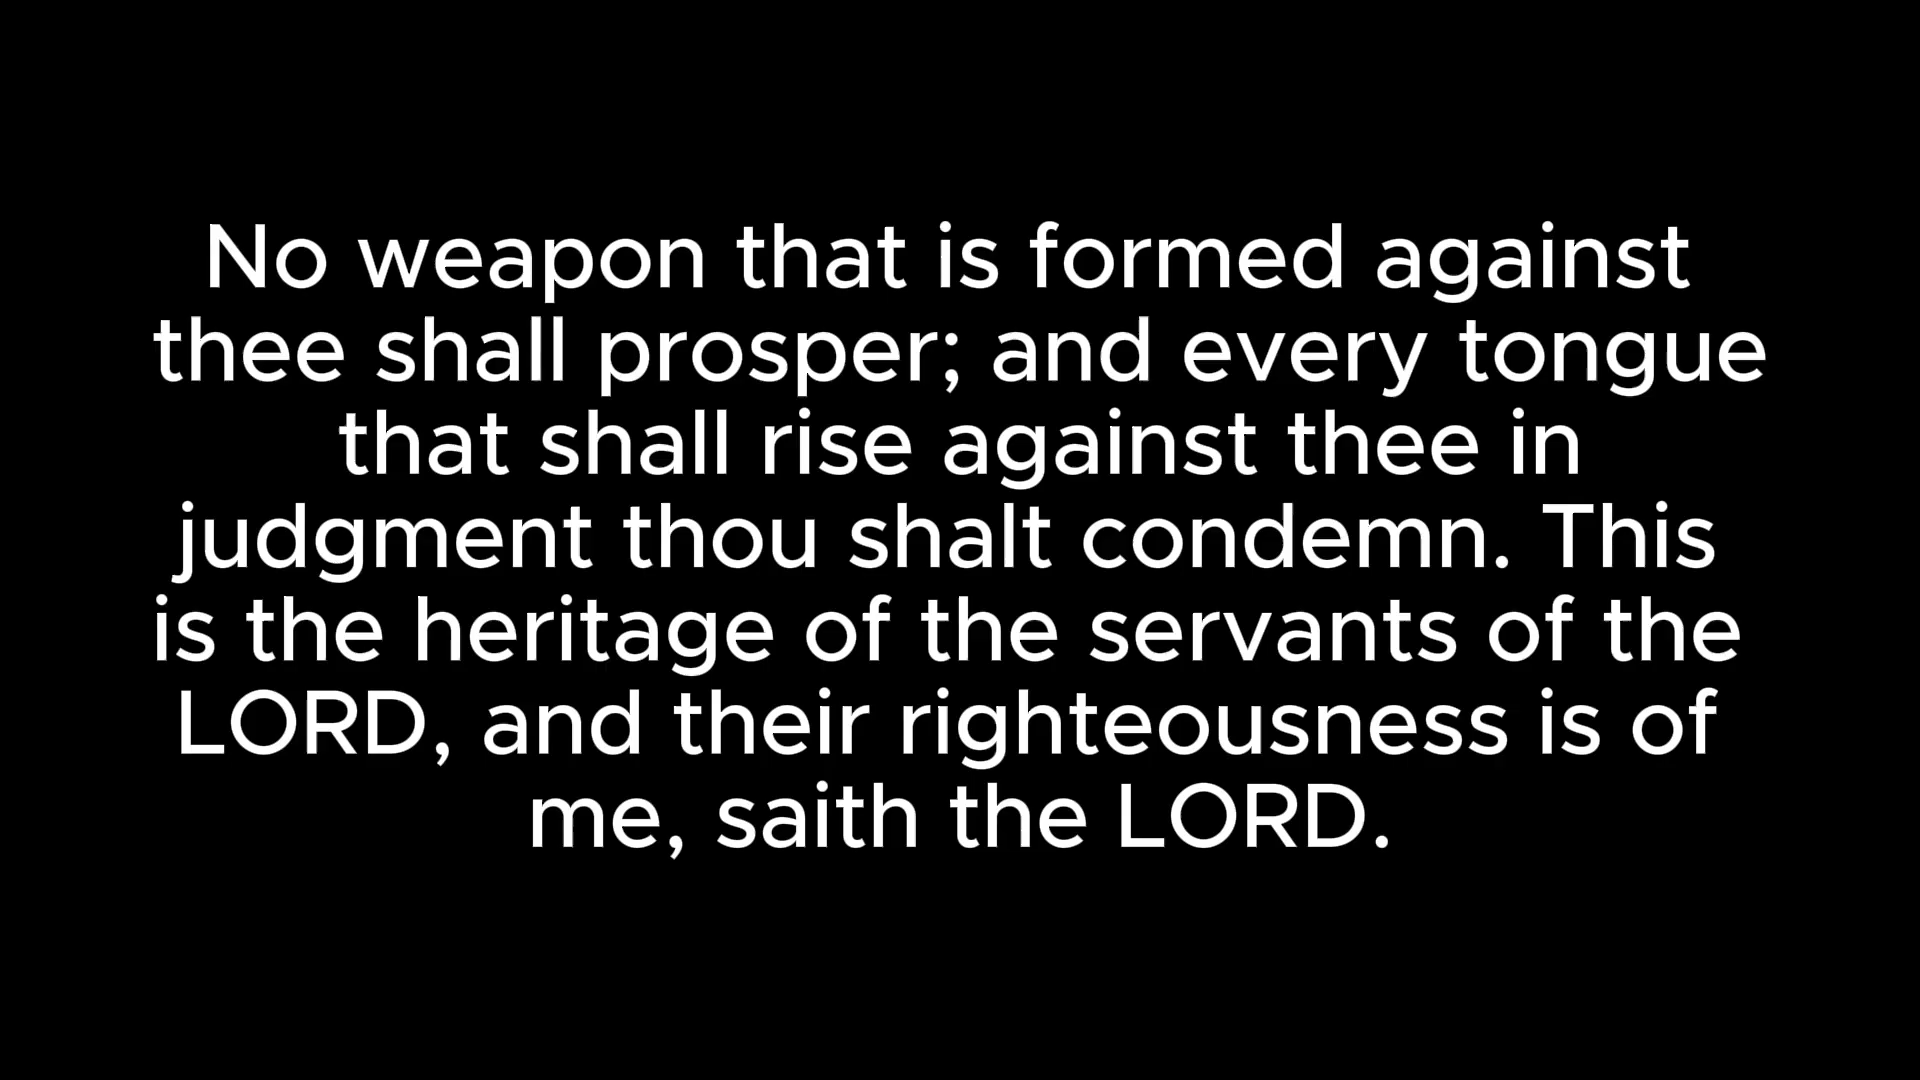 No weapon that is formed against
thee shall prosper; and every tongue
that shall rise against thee in
judgment thou shalt condemn. This
is the heritage of the servants of the
LORD, and their righteousness is of
me, saith the LORD.